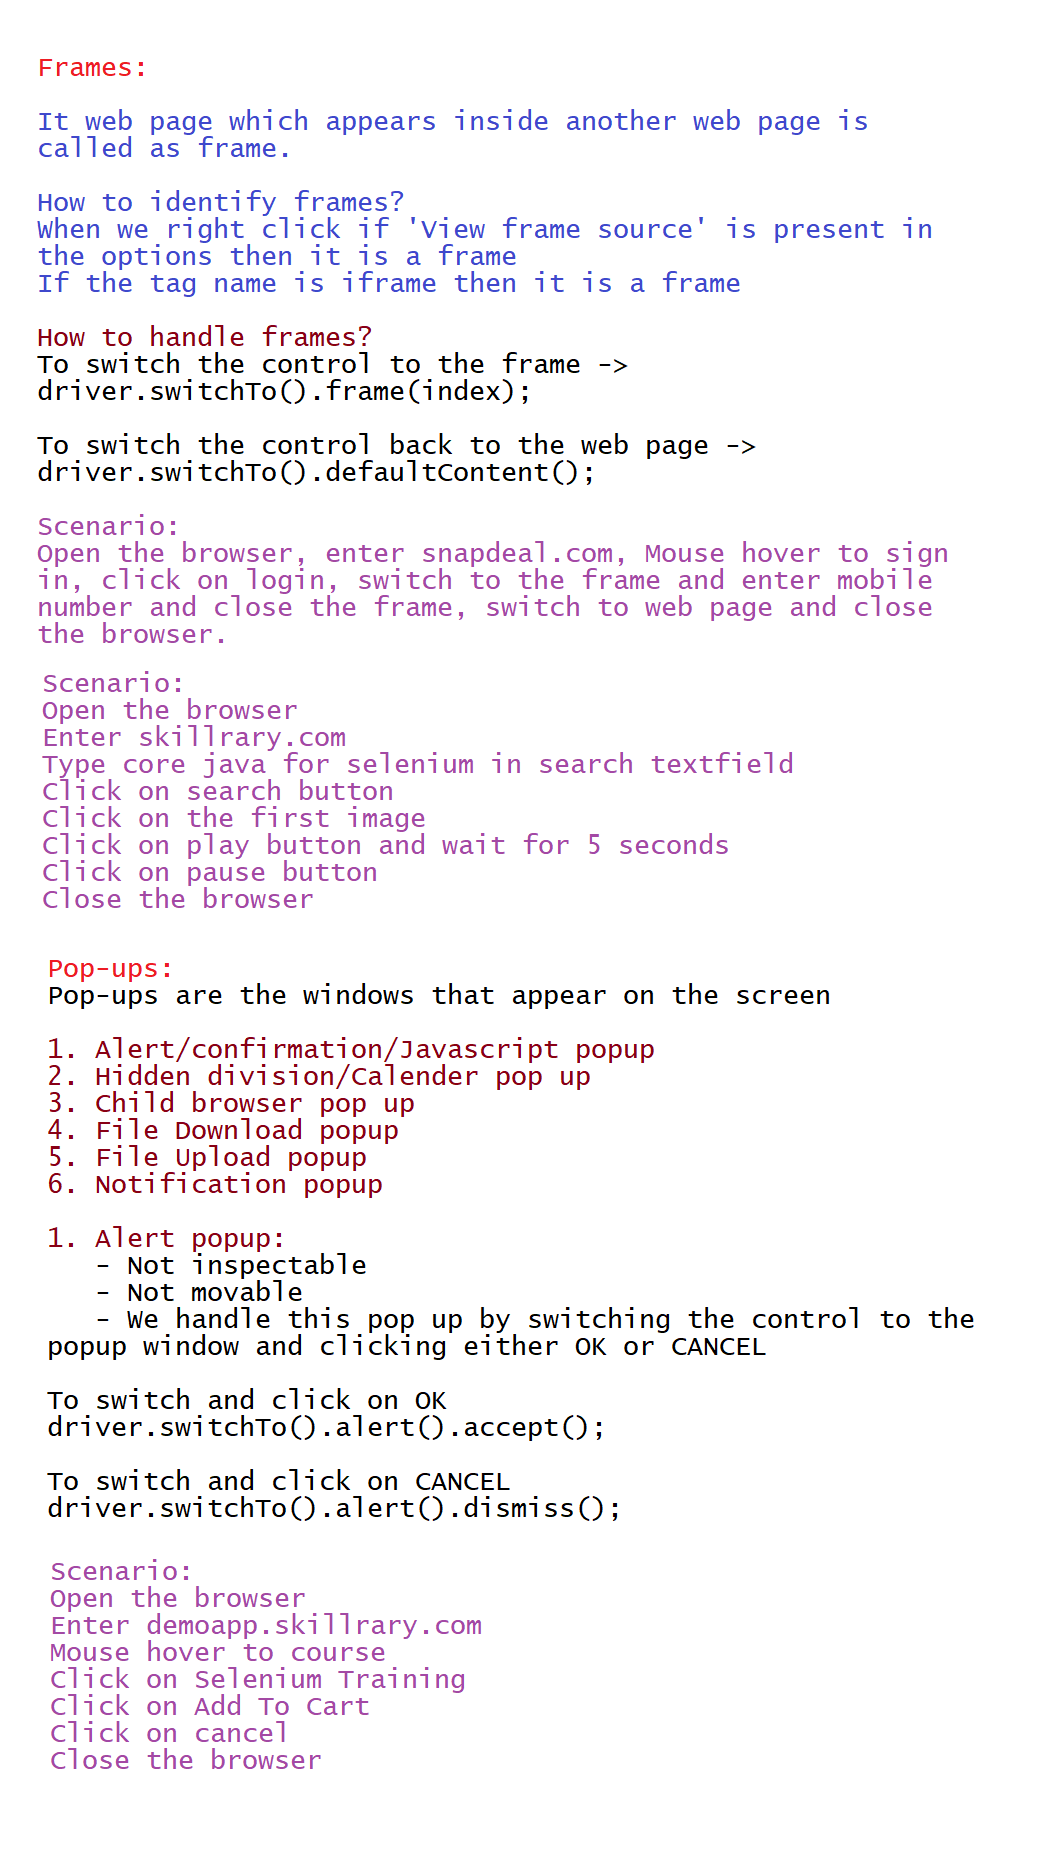 Frames:
It web page which appears inside another web page is
called as frame.
How to identify frames?
When we right click if 'View frame source' is present in
the options then it is a frame
If the tag name is iframe then it is a frame
How to handle frames?
To switch the control to the frame ->
driver.switchTo().frame(index);
To switch the control back to the web page ->
driver.switchTo().defaultContent();
Scenario:
Open the browser, enter snapdeal.com, Mouse hover to sign
in, click on login, switch to the frame and enter mobile
number and close the frame, switch to web page and close
the browser.
Scenario:
Open the browser
Enter skillrary.com
Type core java for selenium in search textfield
Click on search button
Click on the first image
Click on play button and wait for 5 seconds
Click on pause button
Close the browser
Pop-ups:
Pop-ups are the windows that appear on the screen
1. Alert/confirmation/Javascript popup
2. Hidden division/Calender pop up
3. Child browser pop up
4. File Download popup
5. File Upload popup
6. Notification popup
1. Alert popup:
- Not inspectable
- Not movable
- We handle this pop up by switching the control to the
popup window and clicking either OK or CANCEL
To switch and click on OK
driver.switchTo().alert().accept();
To switch and click on CANCEL
driver.switchTo().alert().dismiss();
Scenario:
Open the browser
Enter demoapp.skillrary.com
Mouse hover to course
Click on Selenium Training
Click on Add To Cart
Click on cancel
Close the browser